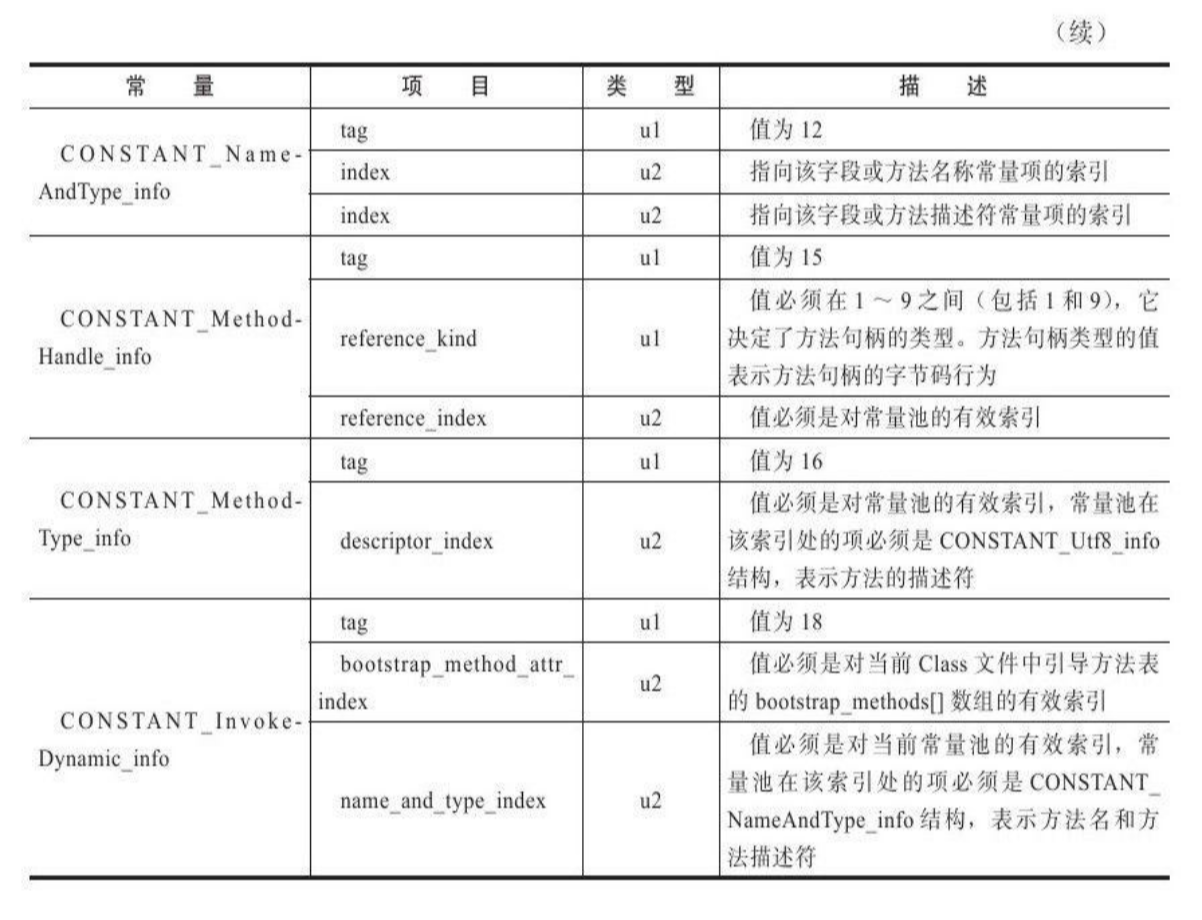 （续）
常　量　项　目　类　型　描　述
CONSTANT_Name-
AndType_info
tag　u1　值为 12
index　u2　指向该字段或方法名称常量项的索引
index　u2　指向该字段或方法描述符常量项的索引
CONSTANT_Method-
Handle_info
tag　u1　值为 15
reference_kind　u1　值必须在 1 ～ 9 之间（包括 1 和 9），它
决定了方法句柄的类型。方法句柄类型的值
表示方法句柄的字节码行为
reference_index　u2　值必须是对常量池的有效索引
CONSTANT_Method-
Type_info
tag　u1　值为 16
descriptor_index　u2　值必须是对常量池的有效索引，常量池在
该索引处的项必须是 CONSTANT_Utf8_info
结构，表示方法的描述符
CONSTANT_Invoke-
Dynamic_info
tag　u1　值为 18
bootstrap_method_attr_
index　u2　值必须是对当前 Class 文件中引导方法表
的 bootstrap_methods[] 数组的有效索引
name_and_type_index　u2　值必须是对当前常量池的有效索引，常
量池在该索引处的项必须是 CONSTANT_
NameAndType_info 结构，表示方法名和方
法描述符